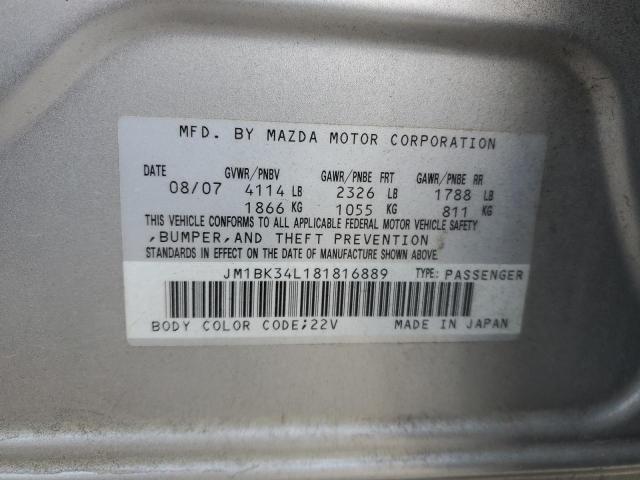 MFD. BY MAZDA MOTOR CORPORATION
DATE GVWR/PNBV GAWR/PNBE FRT GAWR/PNBE RR
08/07 4114 LB 2326 LB 1788 LB
1866 KG 1055 KG 811 KG
THIS VEHICLE CONFORMS TO ALL APPLICABLE FEDERAL MOTOR VEHICLE SAFETY
,BUMPER,AND THEFT PREVENTION
STANDARDS IN EFFECT ON THE DATE OF MANUFACTURE SHOWN ABOVE.
JM1BK34L181816889 TYPE: PASSENGER
BODY COLOR CODE;22V MADE IN JAPAN